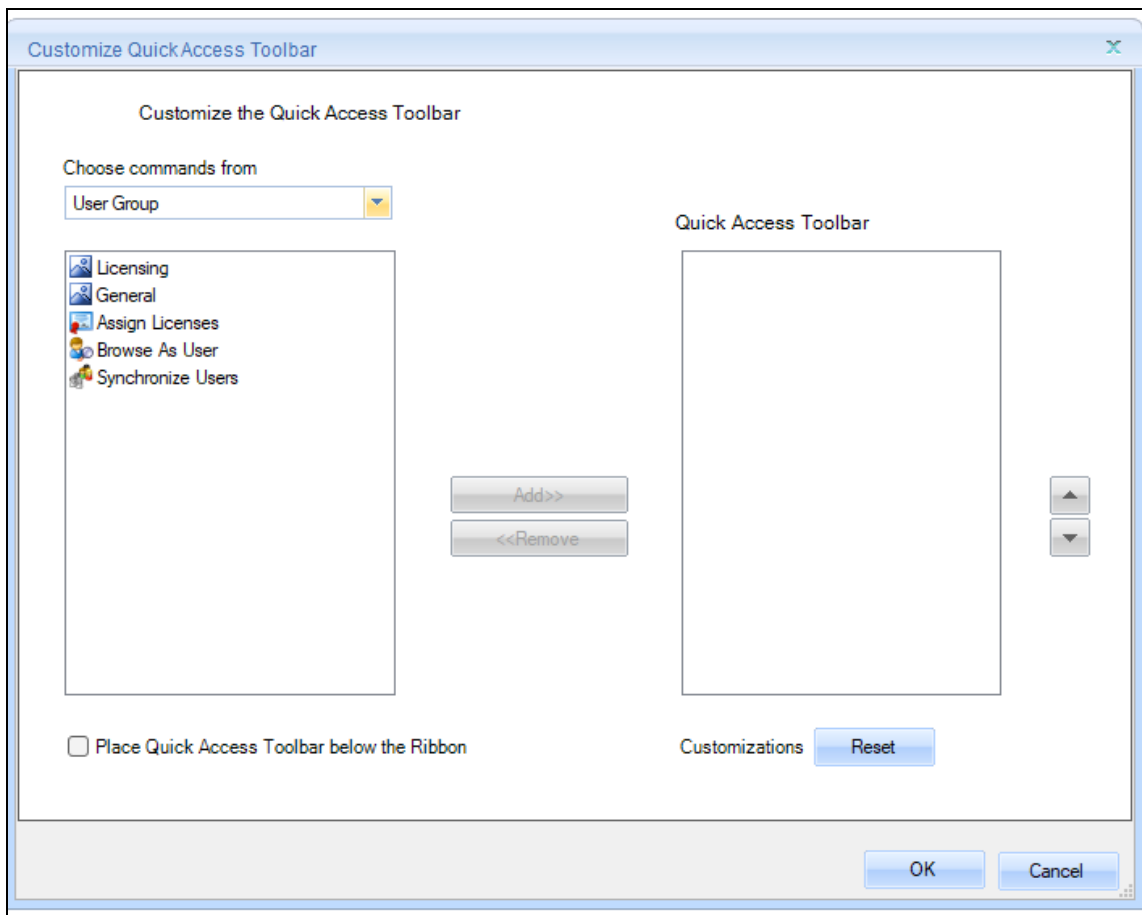 Customize Quick Access Toolbar
Customize the Quick Access Toolbar
Choose commands from
User Group
Quick Access Toolbar
Licensing
General
Assign Licenses
Browse As User
Synchronize Users
Add>>
<<Remove
Place Quick Access Toolbar below the Ribbon
Customizations
Reset
OK
Cancel